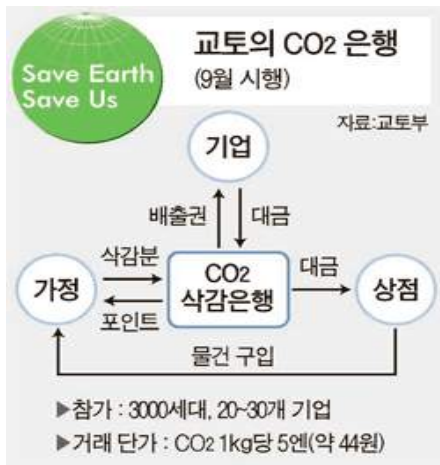 Save Earth
Save Us
교토의 CO2 은행
(9월 시행)
자료:교토부
기업
배출권
대금
가정
삭감분
포인트
CO2
삭감은행
대금
상점
물건 구입
▶참가 : 3000세대, 20~30개 기업
▶거래 단가 : CO2 1kg당 5엔(약 44원)